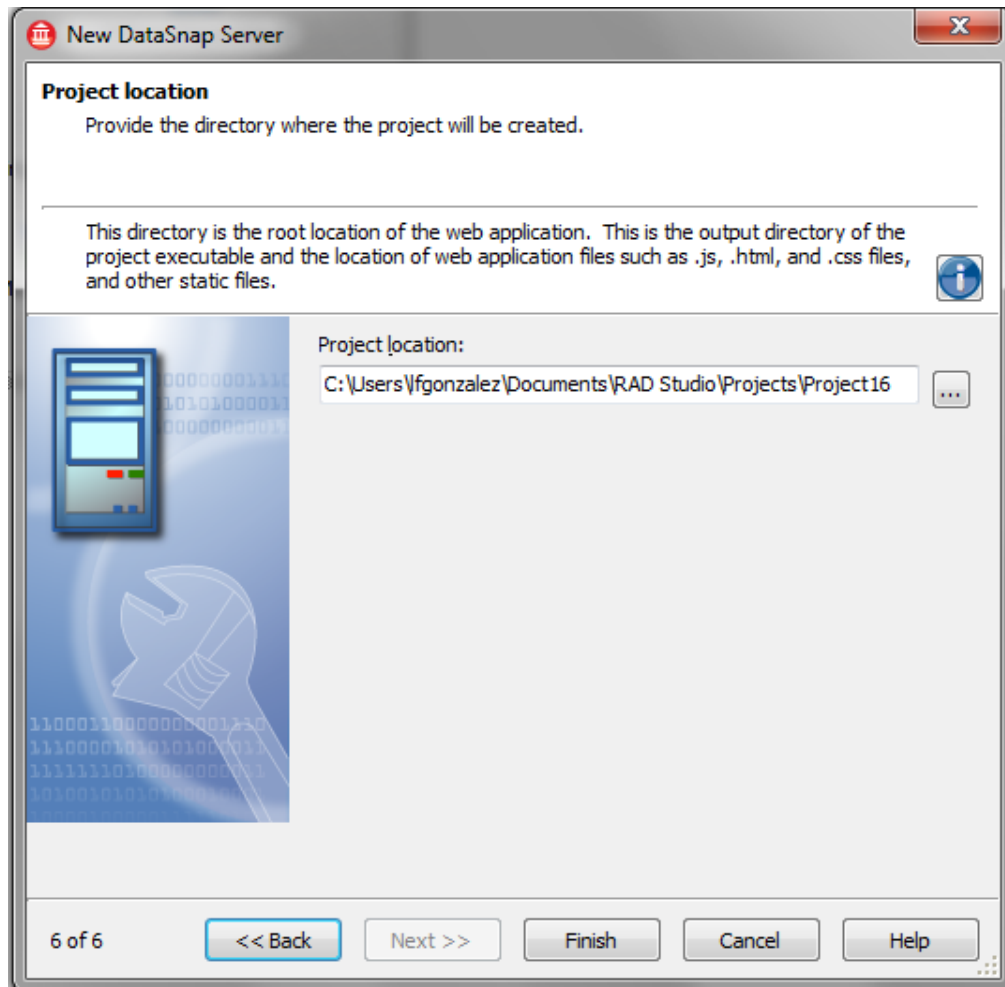 New DataSnap Server
Project location
Provide the directory where the project will be created.
This directory is the root location of the web application. This is the output directory of the
project executable and the location of web application files such as .js, .html, and .css files,
and other static files.
Project location:
C:\Users\lfgonzalez\Documents\RAD Studio\Projects\Project16
...
6 of 6
<< Back
Next >>
Finish
Cancel
Help